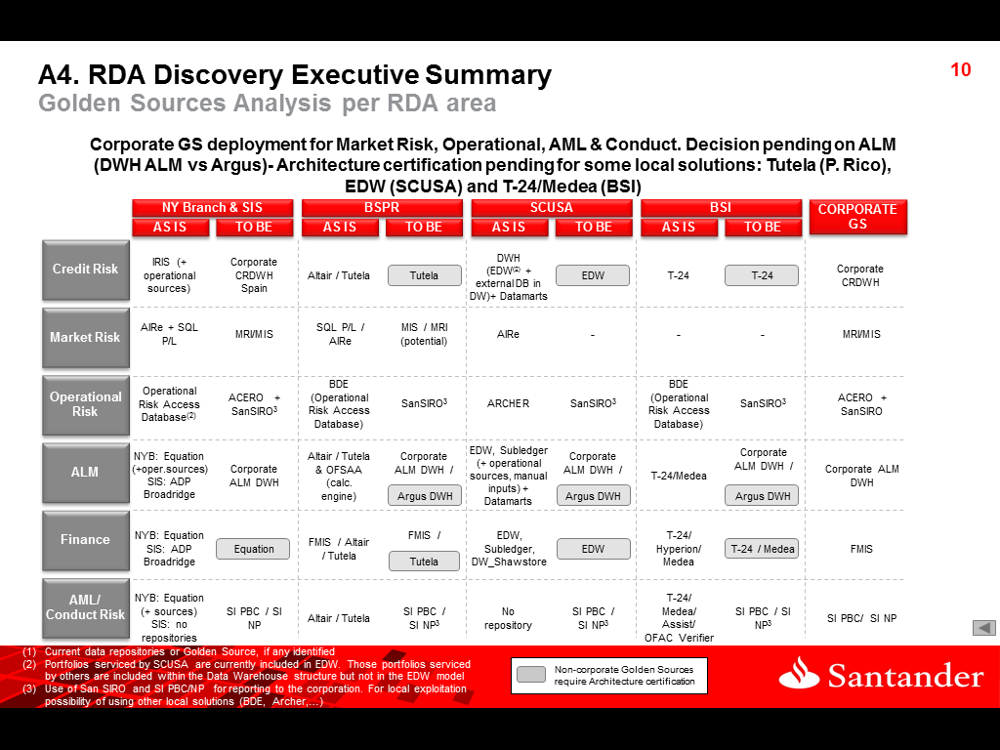 A4. RDA Discovery Executive Summary
10
Golden Sources Analysis per RDA area
Corporate GS deployment for Market Risk, Operational, AML & Conduct. Decision pending on ALM
(DWH ALM vs Argus)- Architecture certification pending for some local solutions: Tutela (P. Rico),
EDW (SCUSA) and T-24/Medea (BSI)
NY Branch & SIS
BSPR
SCUSA
BSI
CORPORATE
GS
AS IS
TO BE
AS IS
TO BE
AS IS
TO BE
AS IS
TO BE
Credit Risk
IRIS (+
operational
sources)
Corporate
CRDWH
Spain
Altair / Tutela
Tutela
DWH
(EDW(2) +
external DB in
DW)+ Datamarts
EDW
T-24
T-24
Corporate
CRDWH
Market Risk
AIRe + SQL
P/L
MRI/MIS
SQL P/L /
AIRe
MIS / MRI
(potential)
AIRe
-
-
-
MRI/MIS
Operational
Risk
Operational
Risk Access
Database(2)
ACERO +
SanSIRO3
BDE
(Operational
Risk Access
Database)
SanSIRO3
ARCHER
SanSIRO3
BDE
(Operational
Risk Access
Database)
SanSIRO3
ACERO +
SanSIRO
ALM
NYB: Equation
(+oper.sources)
SIS: ADP
Broadridge
Corporate
ALM DWH
Altair / Tutela
& OFSAA
(calc.
engine)
Corporate
ALM DWH /
Argus DWH
EDW, Subledger
(+ operational
sources, manual
inputs) +
Datamarts
Corporate
ALM DWH /
Argus DWH
T-24/Medea
Corporate
ALM DWH /
Argus DWH
Corporate ALM
DWH
Finance
NYB: Equation
SIS: ADP
Broadridge
Equation
FMIS / Altair
/ Tutela
FMIS /
Tutela
EDW,
Subledger,
DW_Shawstore
EDW
T-24/
Hyperion/
Medea
T-24 / Medea
FMIS
AML/
Conduct Risk
NYB: Equation
(+ sources)
SIS: no
repositories
SI PBC / SI
NP
Altair / Tutela
SI PBC /
SI NP3
No
repository
SI PBC /
SI NP3
T-24/
Medea/
Assist/
OFAC Verifier
SI PBC / SI
NP3
SI PBC/ SI NP
(1) Current data repositories or Golden Source, if any identified
(2) Portfolios serviced by SCUSA are currently included in EDW. Those portfolios serviced
by others are included within the Data Warehouse structure but not in the EDW model
(3) Use of San SIRO and SI PBC/NP for reporting to the corporation. For local exploitation
possibility of using other local solutions (BDE, Archer,...)
Non-corporate Golden Sources
require Architecture certification
Santander